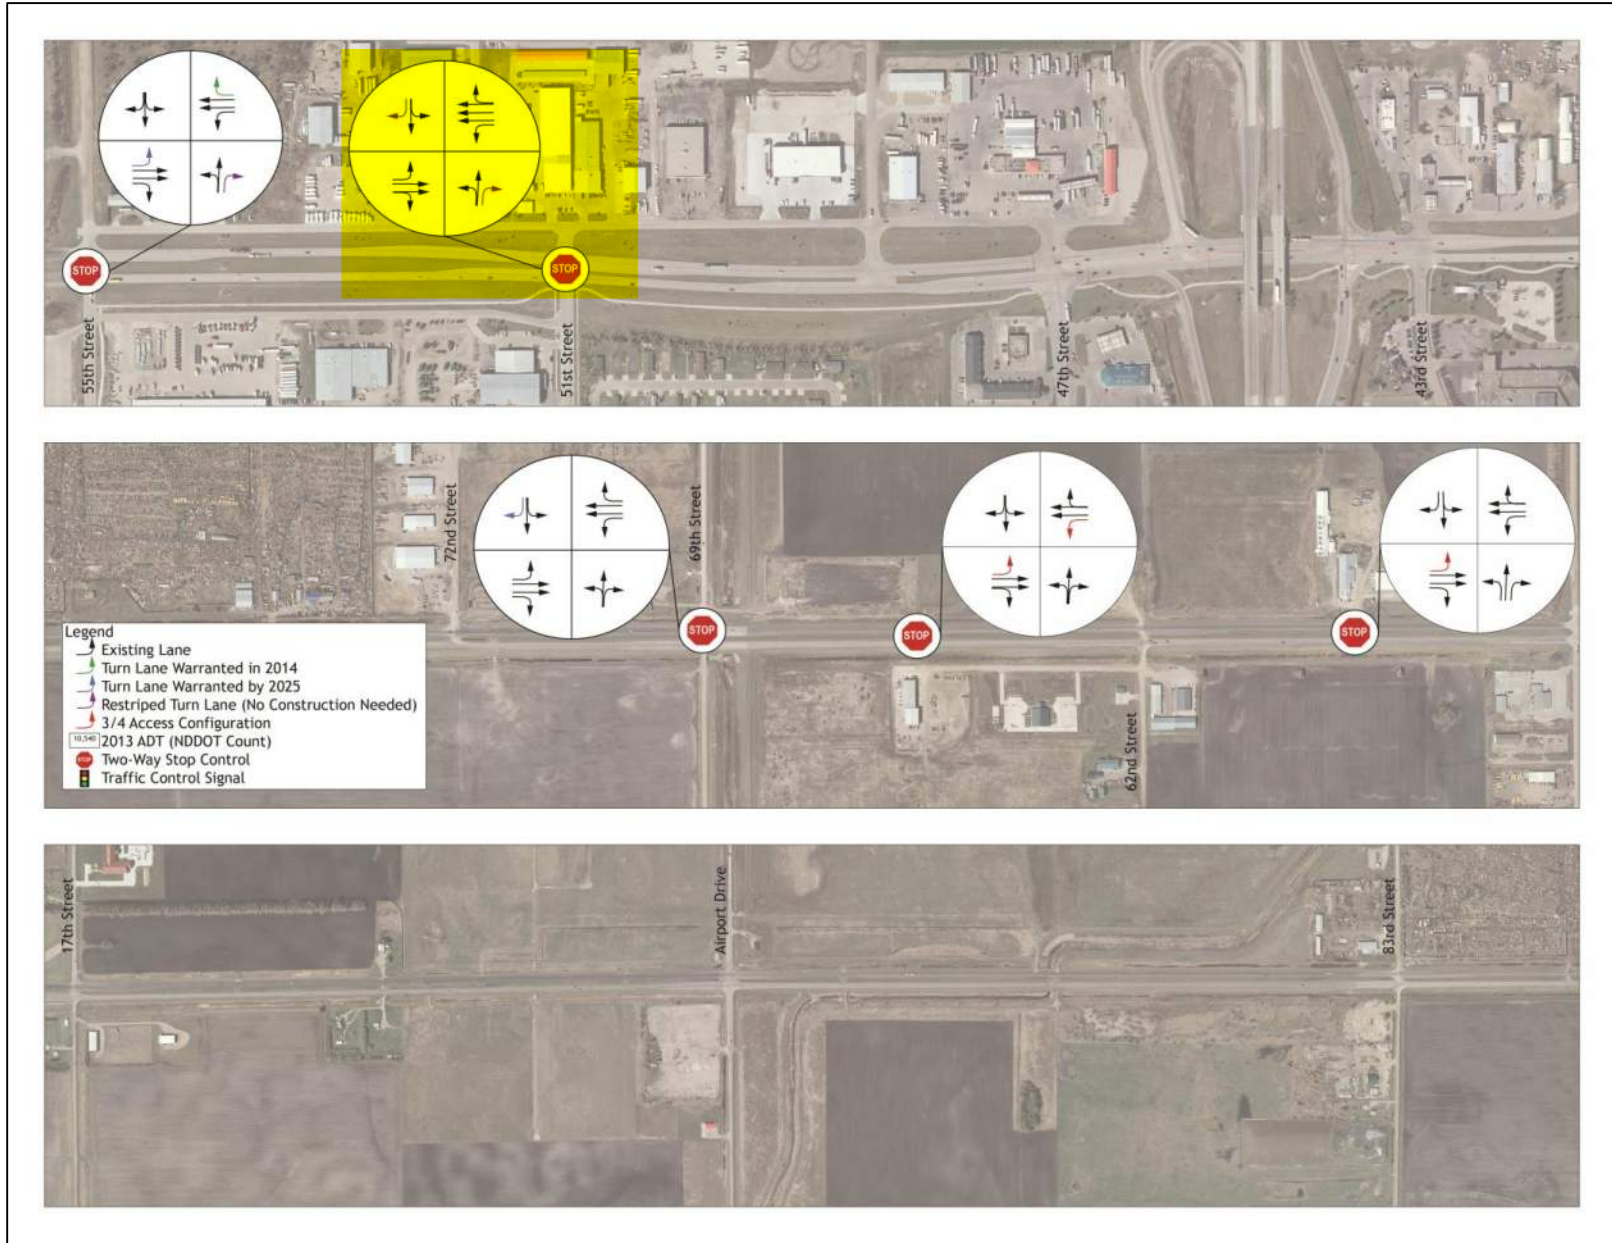 STOP
STOP
55th Street
51st Street
47th Street
43rd Street
72nd Street
69th Street
62nd Street
STOP
STOP
STOP
Legend
Existing Lane
Turn Lane Warranted in 2014
Turn Lane Warranted by 2025
Restriped Turn Lane (No Construction Needed)
3/4 Access Configuration
10,540 2013 ADT (NDDOT Count)
STOP Two-Way Stop Control
Traffic Control Signal
17th Street
Airport Drive
83rd Street